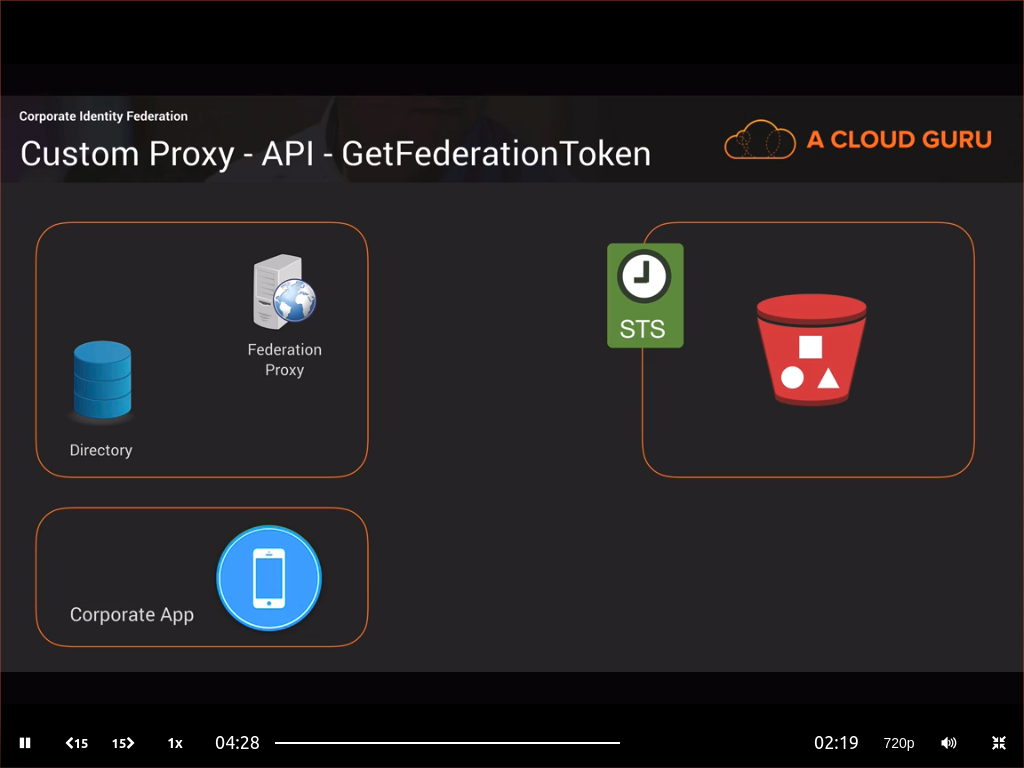 Corporate Identity Federation
Custom Proxy - API - GetFederationToken
A CLOUD GURU
STS
Federation
Proxy
Directory
Corporate App
15
15
1x
04:28
02:19
720p